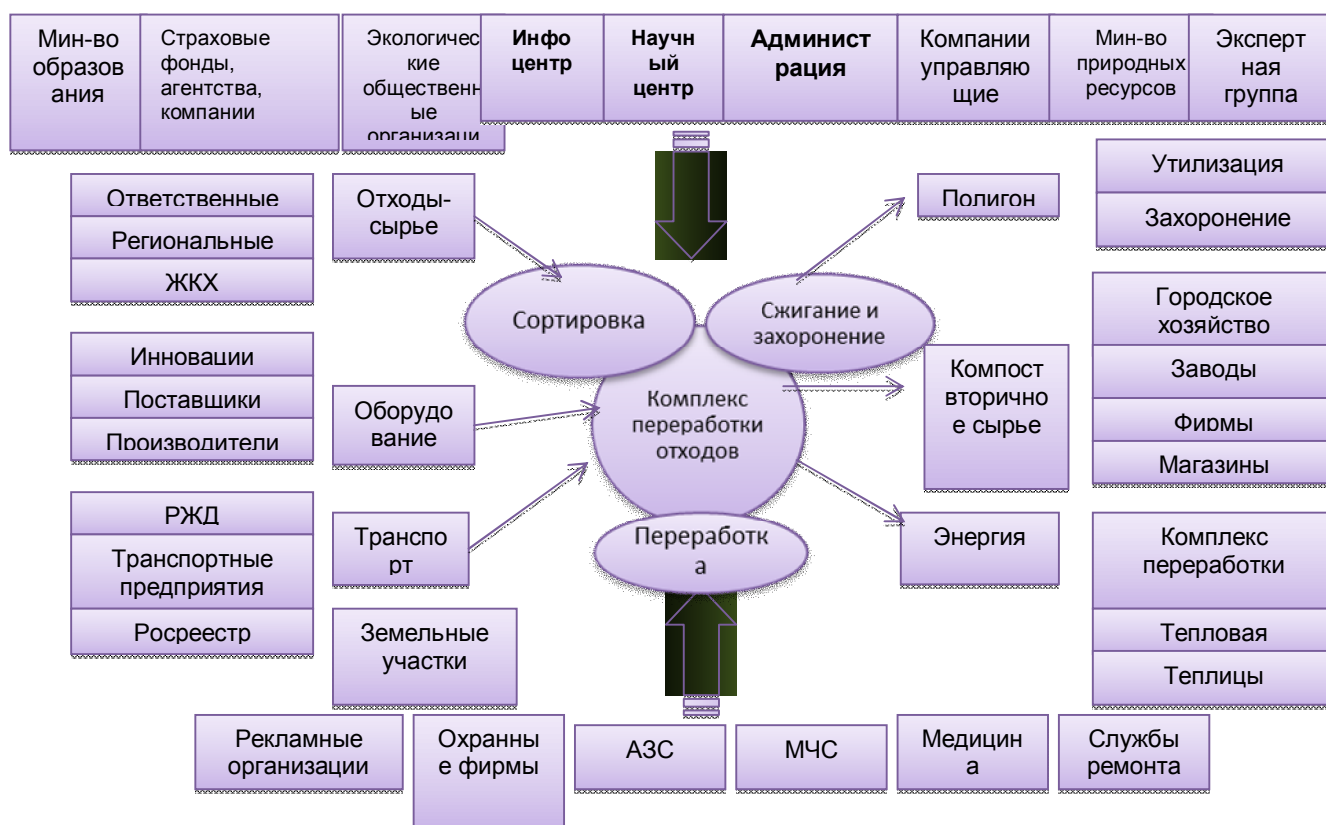 Мин-во
образов
ания
Страховые
фонды,
агентства,
компании
Экологичес
кие
общественн
ые
организаци
Инфо
центр
Научн
ый
центр
Админист
рация
Компании
управляю
щие
Мин-во
природных
ресурсов
Эксперт
ная
группа
Ответственные
Региональные
ЖКХ
Отходы-
сырье
Полигон
Утилизация
Захоронение
Сортировка
Сжигание и
захоронение
Городское
хозяйство
Заводы
Фирмы
Магазины
Инновации
Поставщики
Производители
Оборудо
вание
Комплекс
переработки
отходов
Компост
вторично
е сырье
РЖД
Транспортные
предприятия
Росреестр
Транспо
рт
Переработк
а
Энергия
Комплекс
переработки
Тепловая
Теплицы
Земельные
участки
Рекламные
организации
Охранны
е фирмы
АЗС
МЧС
Медицин
а
Службы
ремонта